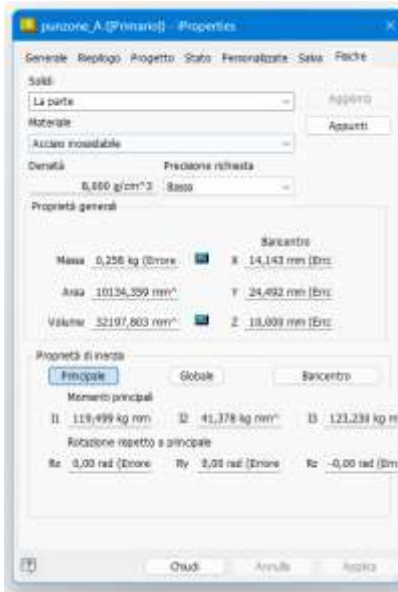 punzone_A ([Primario]) - iProperties
Generale Riepilogo Progetto Stato Personalizzate Salva Fisiche
Solidi
La parte
Aggiorna
Materiale
Appunti
Acciaio inossidabile
Densità Precisione richiesta
8,000 g/cm^3 Bassa
Proprietà generali
Baricentro
Massa 0,258 kg (Errore X 14,143 mm (Err
Area 10134,359 mm^ Y 24,492 mm (Err
Volume 32197,803 mm^ Z 10,000 mm (Err
Proprietà di inerzia
Principale Globale Baricentro
Momenti principali
I1 119,499 kg mm I2 41,378 kg mm^ I3 123,230 kg m
Rotazione rispetto a principale
Rx 0,00 rad (Errore Ry 0,00 rad (Errore Rz -0,00 rad (Err
Chiudi Annulla Applica